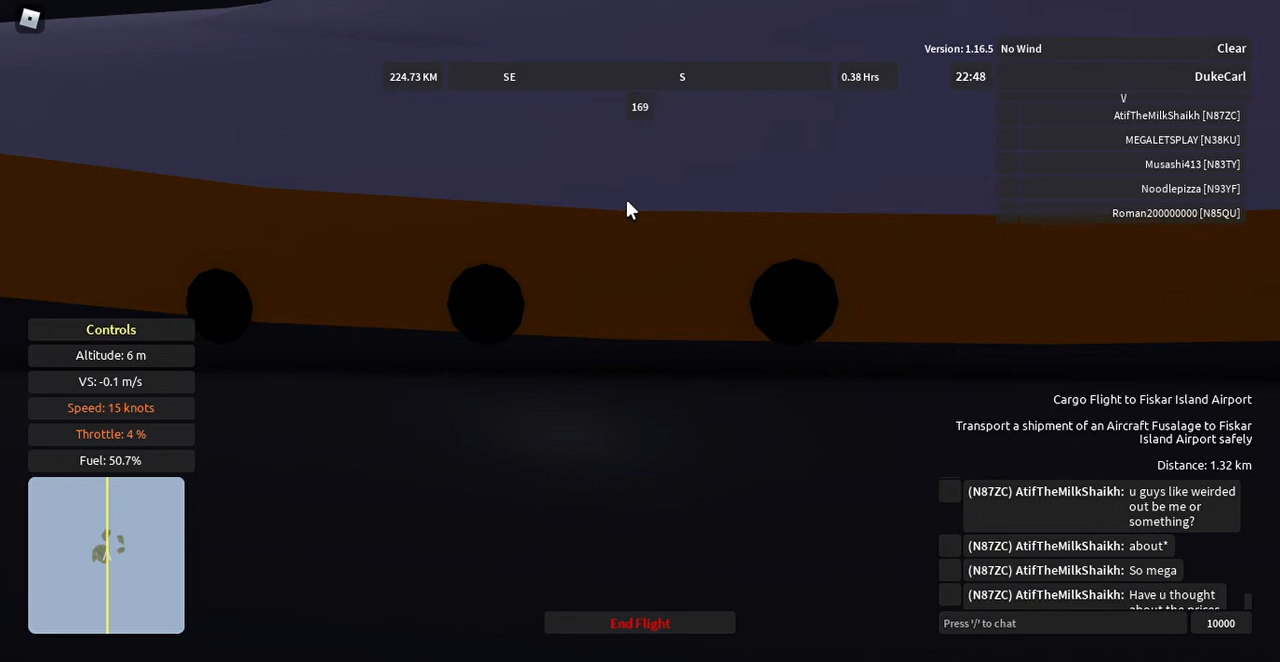 Version: 1.16.5 No Wind Clear
224.73 KM SE S 0.38 Hrs 22:48 DukeCarl
169
V
AtifTheMilkShaikh [N87ZC]
MEGALETSPLAY [N38KU]
Musashi413 [N83TY]
Noodlepizza [N93YF]
Roman200000000 [N85QU]
Controls
Altitude: 6 m
VS: -0.1 m/s
Speed: 15 knots
Throttle: 4 %
Fuel: 50.7%
Cargo Flight to Fiskar Island Airport
Transport a shipment of an Aircraft Fusalage to Fiskar
Island Airport safely
Distance: 1.32 km
(N87ZC) AtifTheMilkShaikh: u guys like weirded
out be me or
something?
(N87ZC) AtifTheMilkShaikh: about*
(N87ZC) AtifTheMilkShaikh: So mega
(N87ZC) AtifTheMilkShaikh: Have u thought
about the prices
Press '/' to chat 10000
End Flight